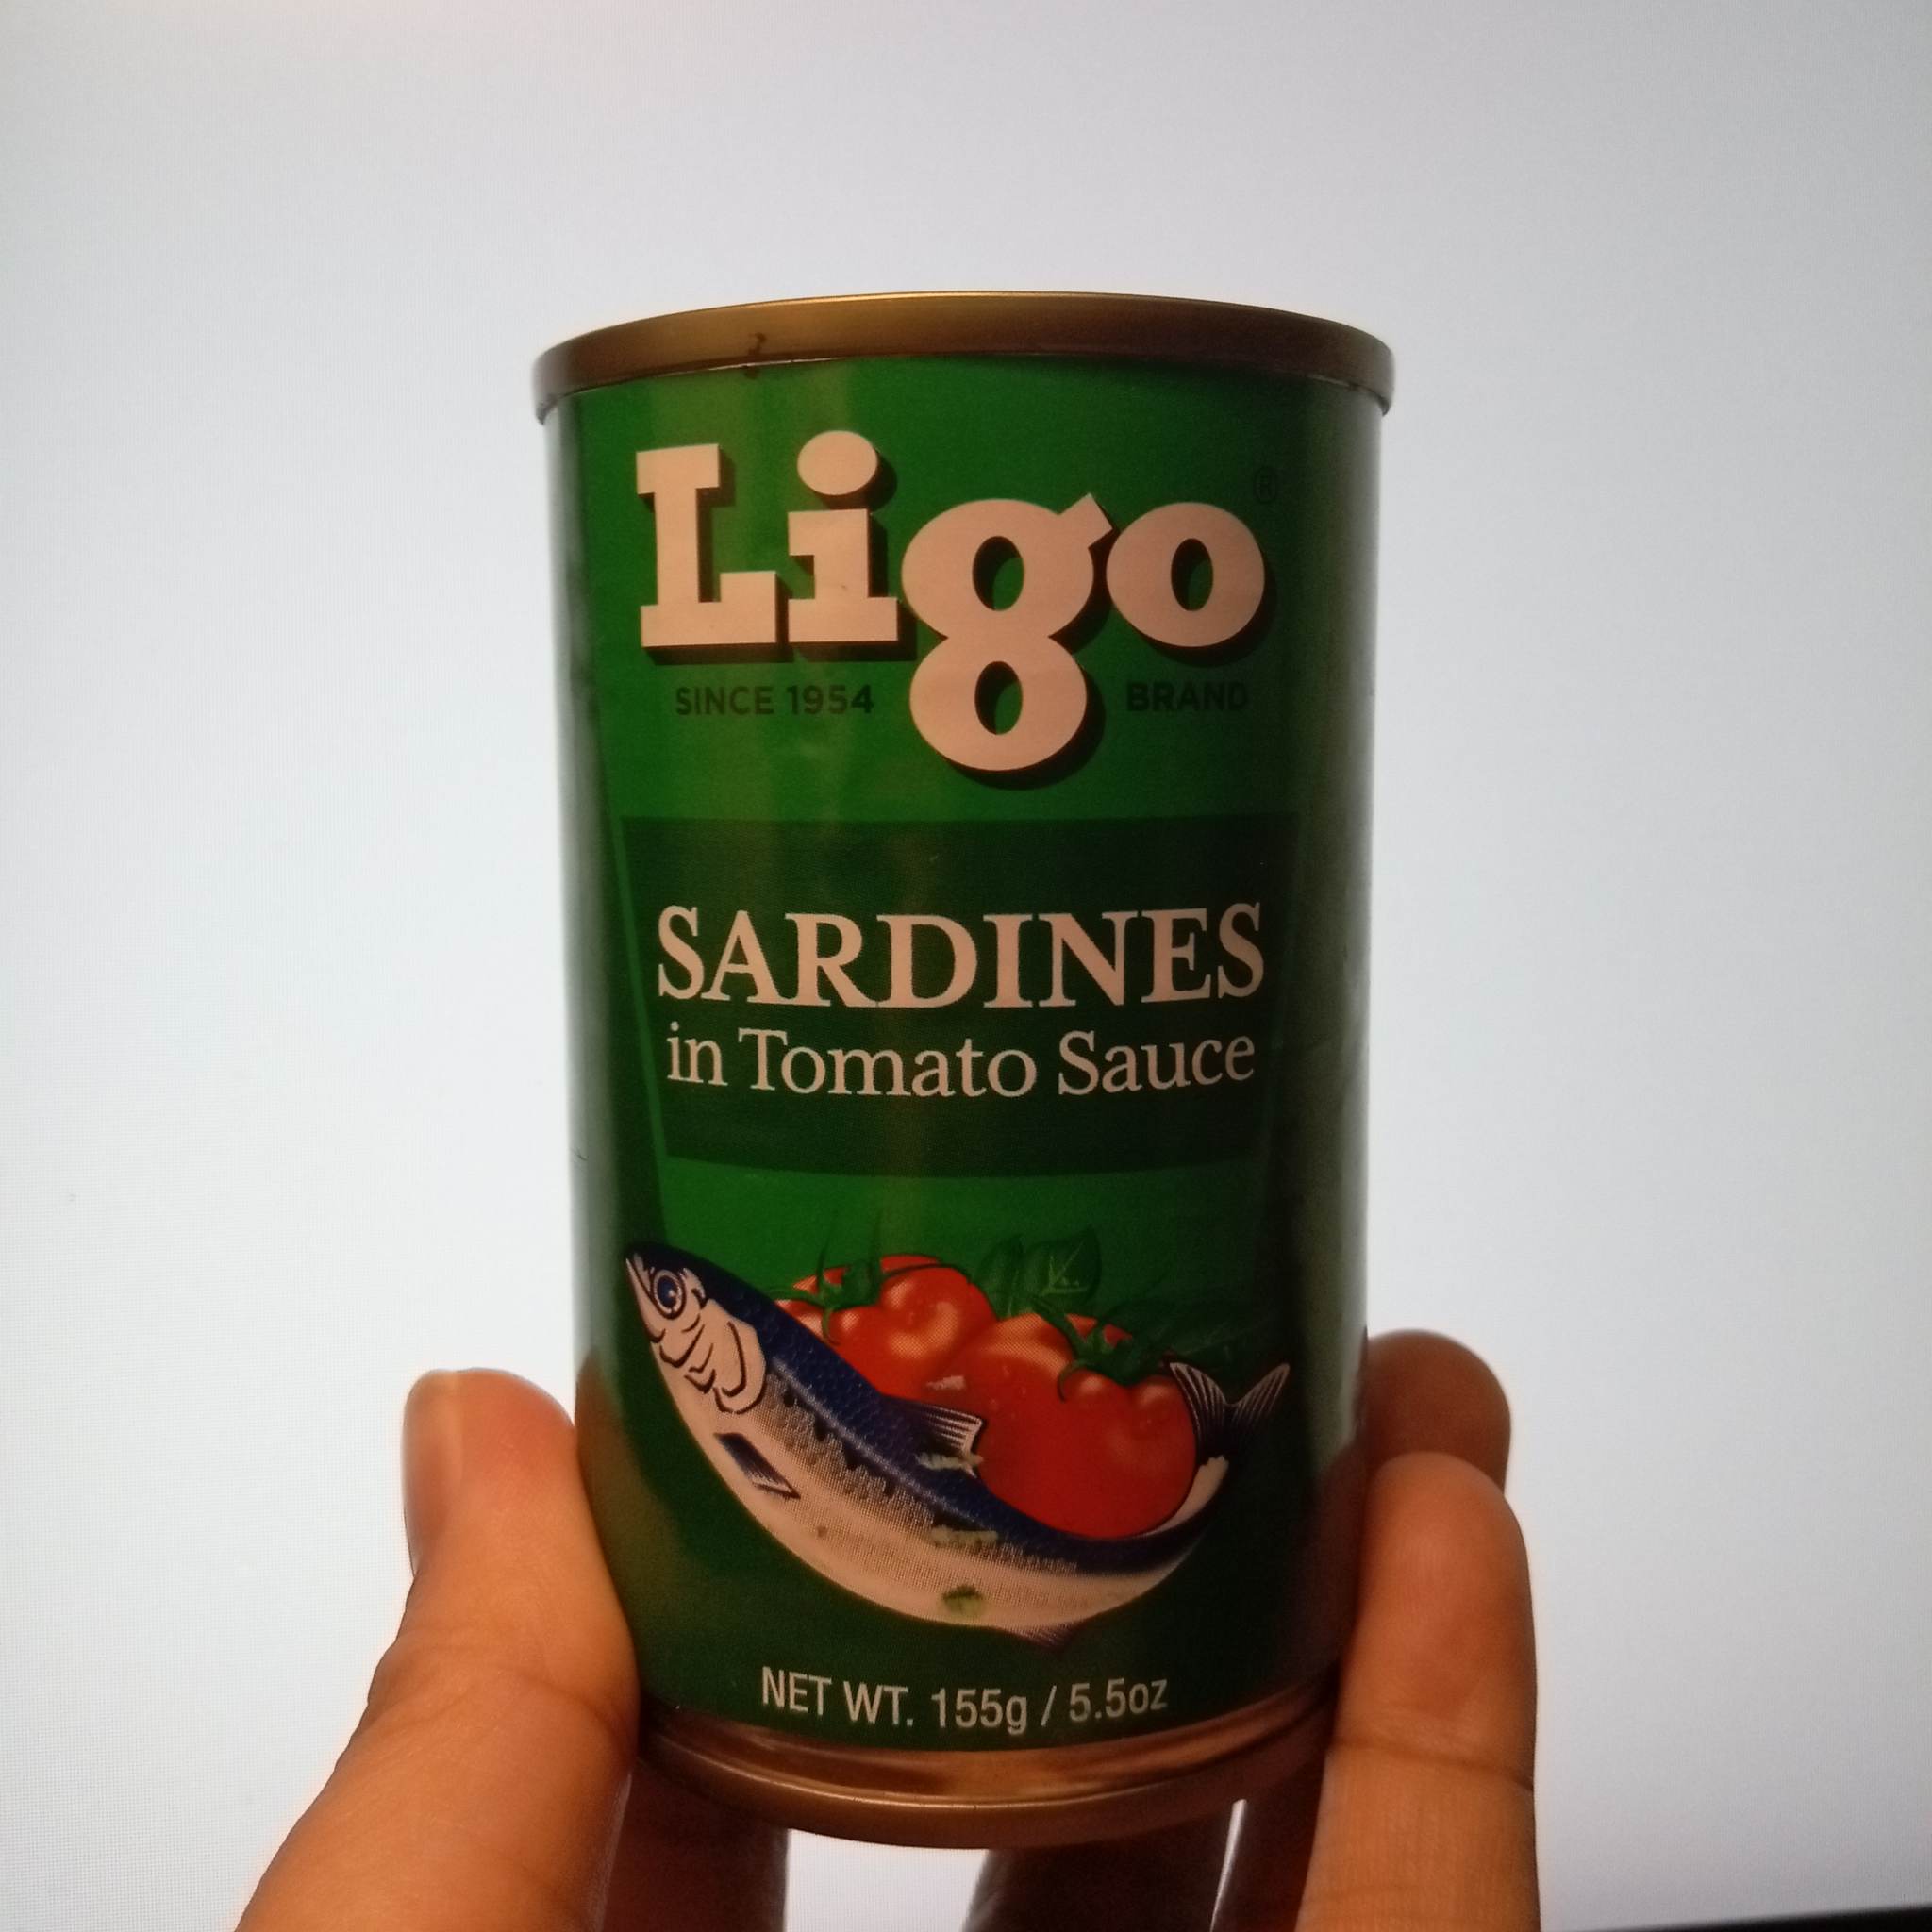 Ligo®
SINCE 1954 BRAND
SARDINES
in Tomato Sauce
NET WT. 155g / 5.5oz